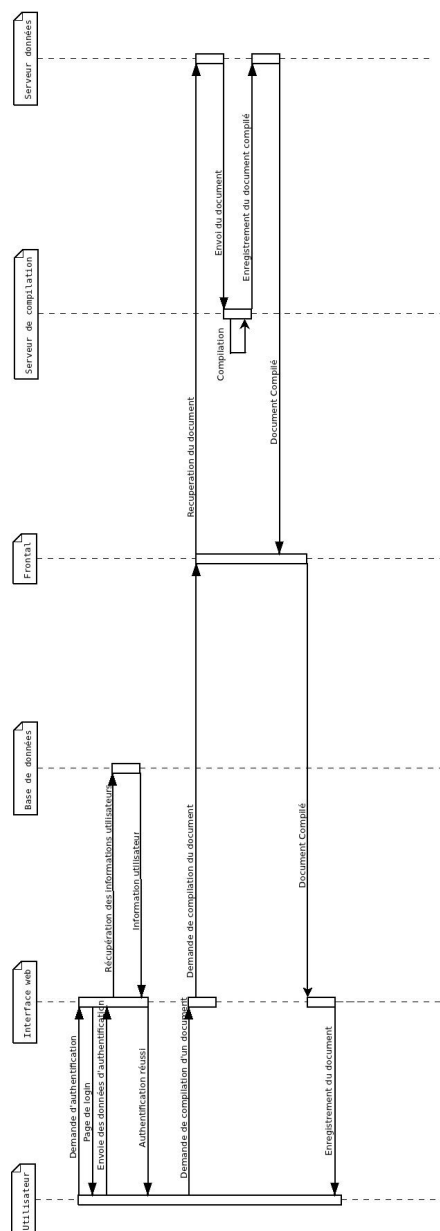 Utilisateur
Interface web
Base de données
Frontal
Serveur de compilation
Serveur données
Demande d'authentification
Page de login
Envoie des données d'authentification
Récupération des informations utilisateurs
Information utilisateur
Authentification réussi
Demande de compilation d'un document
Demande de compilation du document
Recuperation du document
Envoi du document
Compilation
Enregistrement du document compilé
Document Compilé
Document Compilé
Enregistrement du document